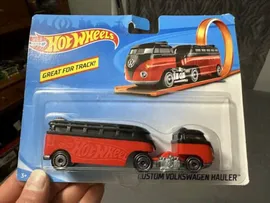 Hot Wheels
GREAT FOR TRACK!
HOT WHEELS
CUSTOM VOLKSWAGEN HAULER